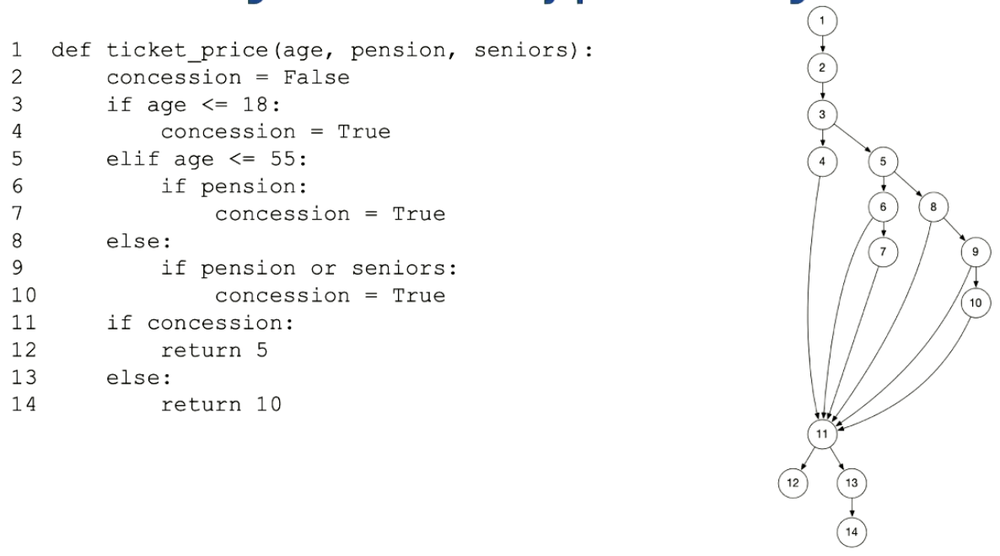 1 def ticket_price(age, pension, seniors):
2 concession = False
3 if age <= 18:
4 concession = True
5 elif age <= 55:
6 if pension:
7 concession = True
8 else:
9 if pension or seniors:
10 concession = True
11 if concession:
12 return 5
13 else:
14 return 10
1
2
3
4 5
6 8
7 9
10
11
12 13
14